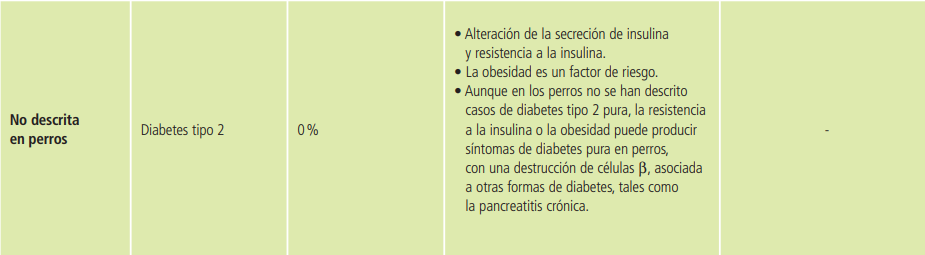 No descrita
en perros
Diabetes tipo 2
0 %
• Alteración de la secreción de insulina
y resistencia a la insulina.
• La obesidad es un factor de riesgo.
• Aunque en los perros no se han descrito
casos de diabetes tipo 2 pura, la resistencia
a la insulina o la obesidad puede producir
síntomas de diabetes pura en perros,
con una destrucción de células β, asociada
a otras formas de diabetes, tales como
la pancreatitis crónica.
-